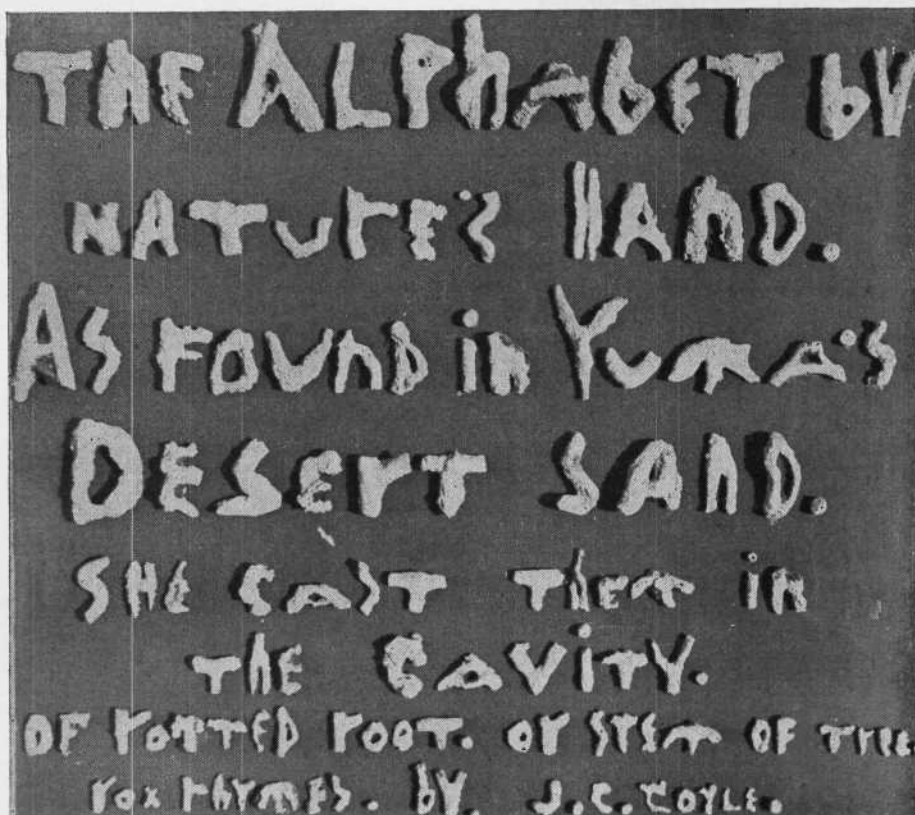 ThE ALPhAbET by
NATurE'S HAnD.
As FOUnD in Yuma's
DESErT SAnD.
SHE CAST ThEm in
ThE CAViTY.
OF rOTTED rOOT. Or STEm OF TrEE
rox rhymES. by. J.C.COYLE.